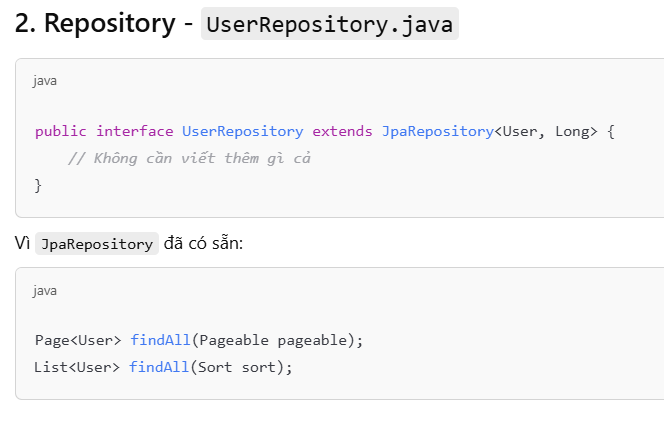 2. Repository - UserRepository.java
java
public interface UserRepository extends JpaRepository<User, Long> {
    // Không cần viết thêm gì cả
}
Vì JpaRepository đã có sẵn:
java
Page<User> findAll(Pageable pageable);
List<User> findAll(Sort sort);